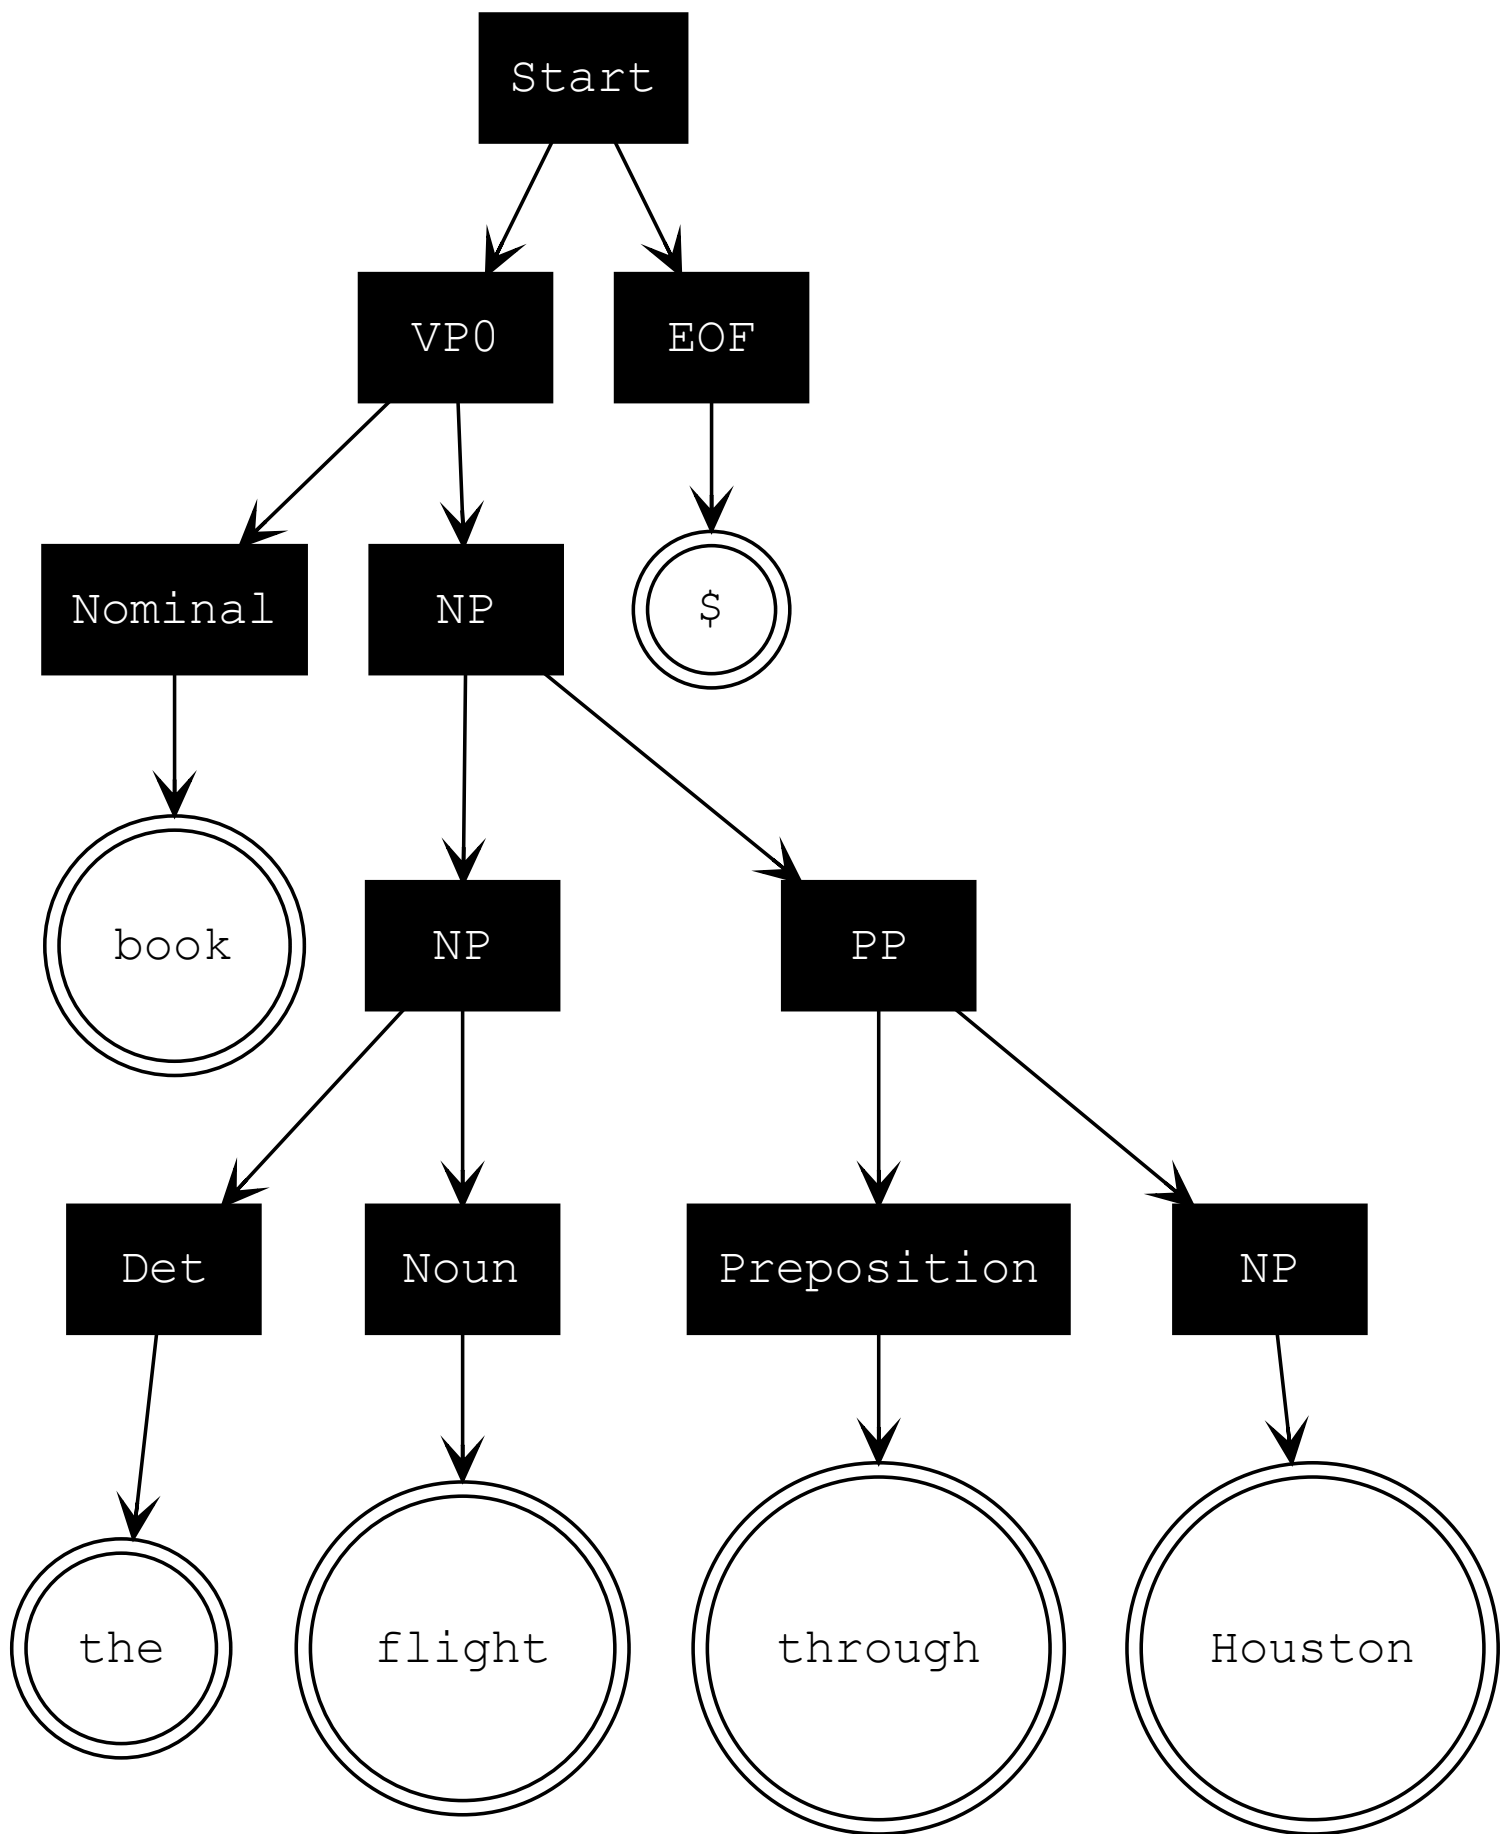 Start
VP0 EOF
Nominal NP $
book NP PP
Det Noun Preposition NP
the flight through Houston